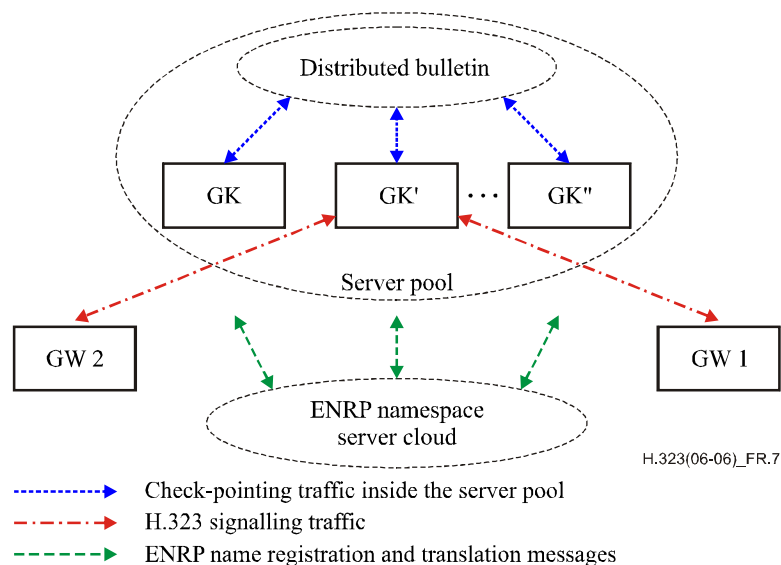 Distributed bulletin
GK
GK'
...
GK"
Server pool
GW 2
GW 1
ENRP namespace
server cloud
H.323(06-06)_FR.7
Check-pointing traffic inside the server pool
H.323 signalling traffic
ENRP name registration and translation messages